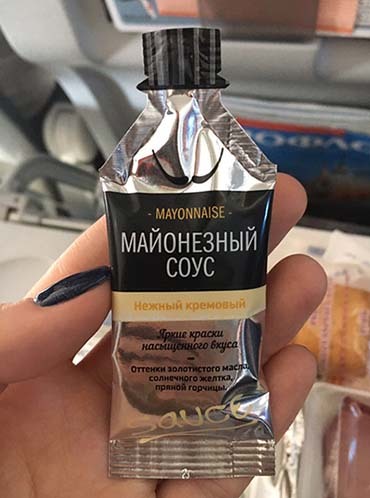 - MAYONNAISE -
МАЙОНЕЗНЫЙ
СОУС
Нежный кремовый
Яркие краски
насыщенного вкуса
Оттенки золотистого масла,
солнечного желтка,
пряной горчицы.
sauce